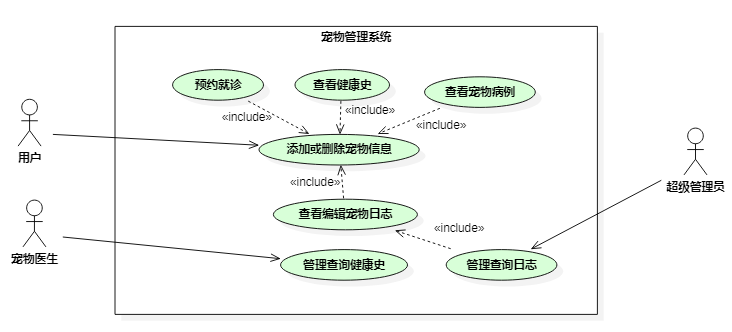 宠物管理系统
预约就诊
查看健康史
查看宠物病例
«include»
«include»
«include»
添加或删除宠物信息
用户
«include»
超级管理员
查看编辑宠物日志
«include»
宠物医生
管理查询健康史
管理查询日志